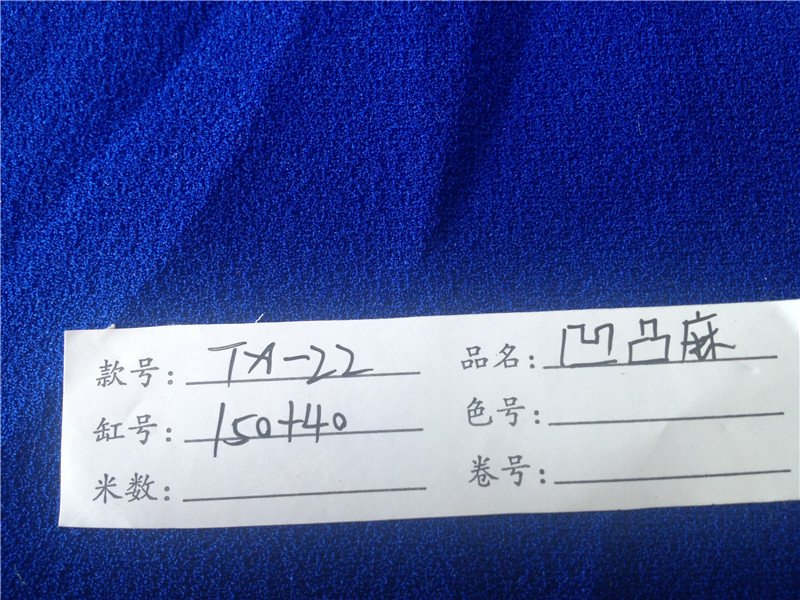 款号: TA-22 品名: 凹凸麻
缸号: 150+40 色号:
米数: 卷号: